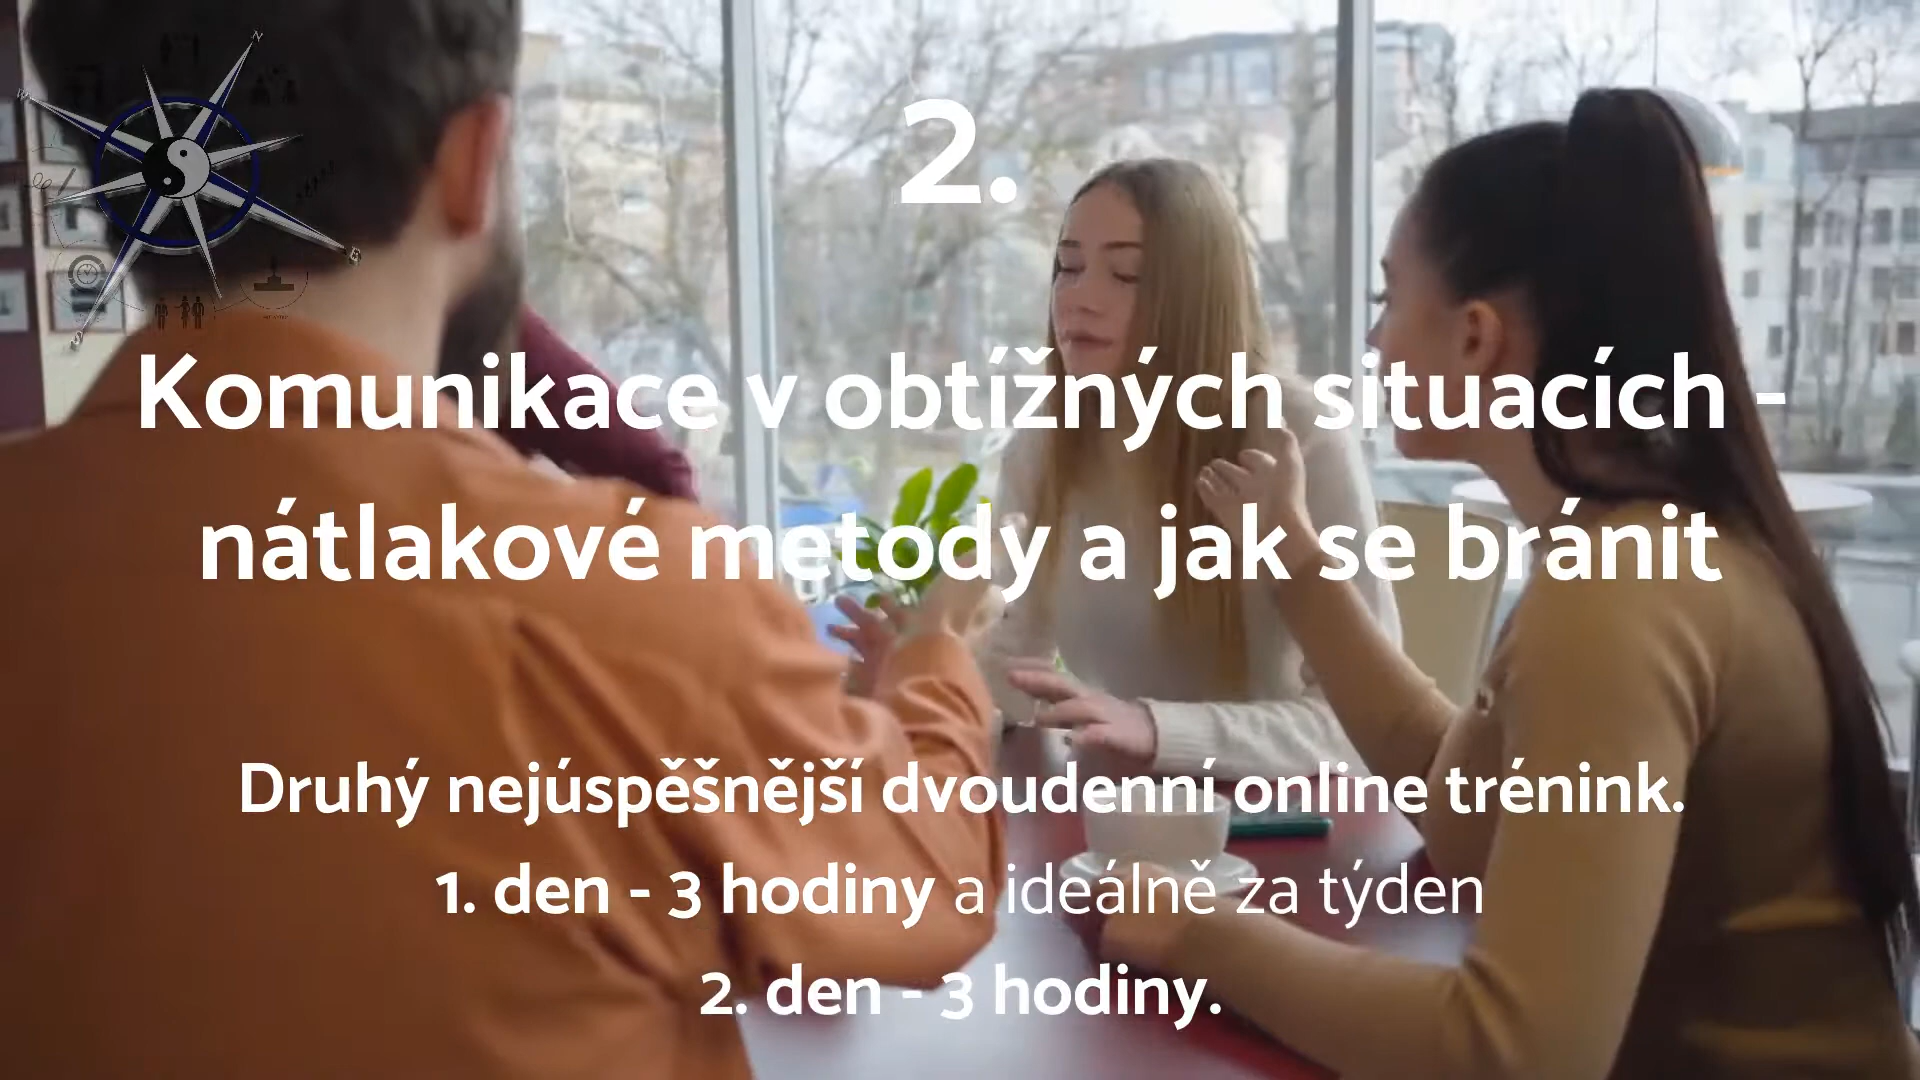 2.
Komunikace v obtížných situacích -
nátlakové metody a jak se bránit
Druhý nejúspěšnější dvoudenní online trénink.
1. den - 3 hodiny a ideálně za týden
2. den - 3 hodiny.
N
W
E
S